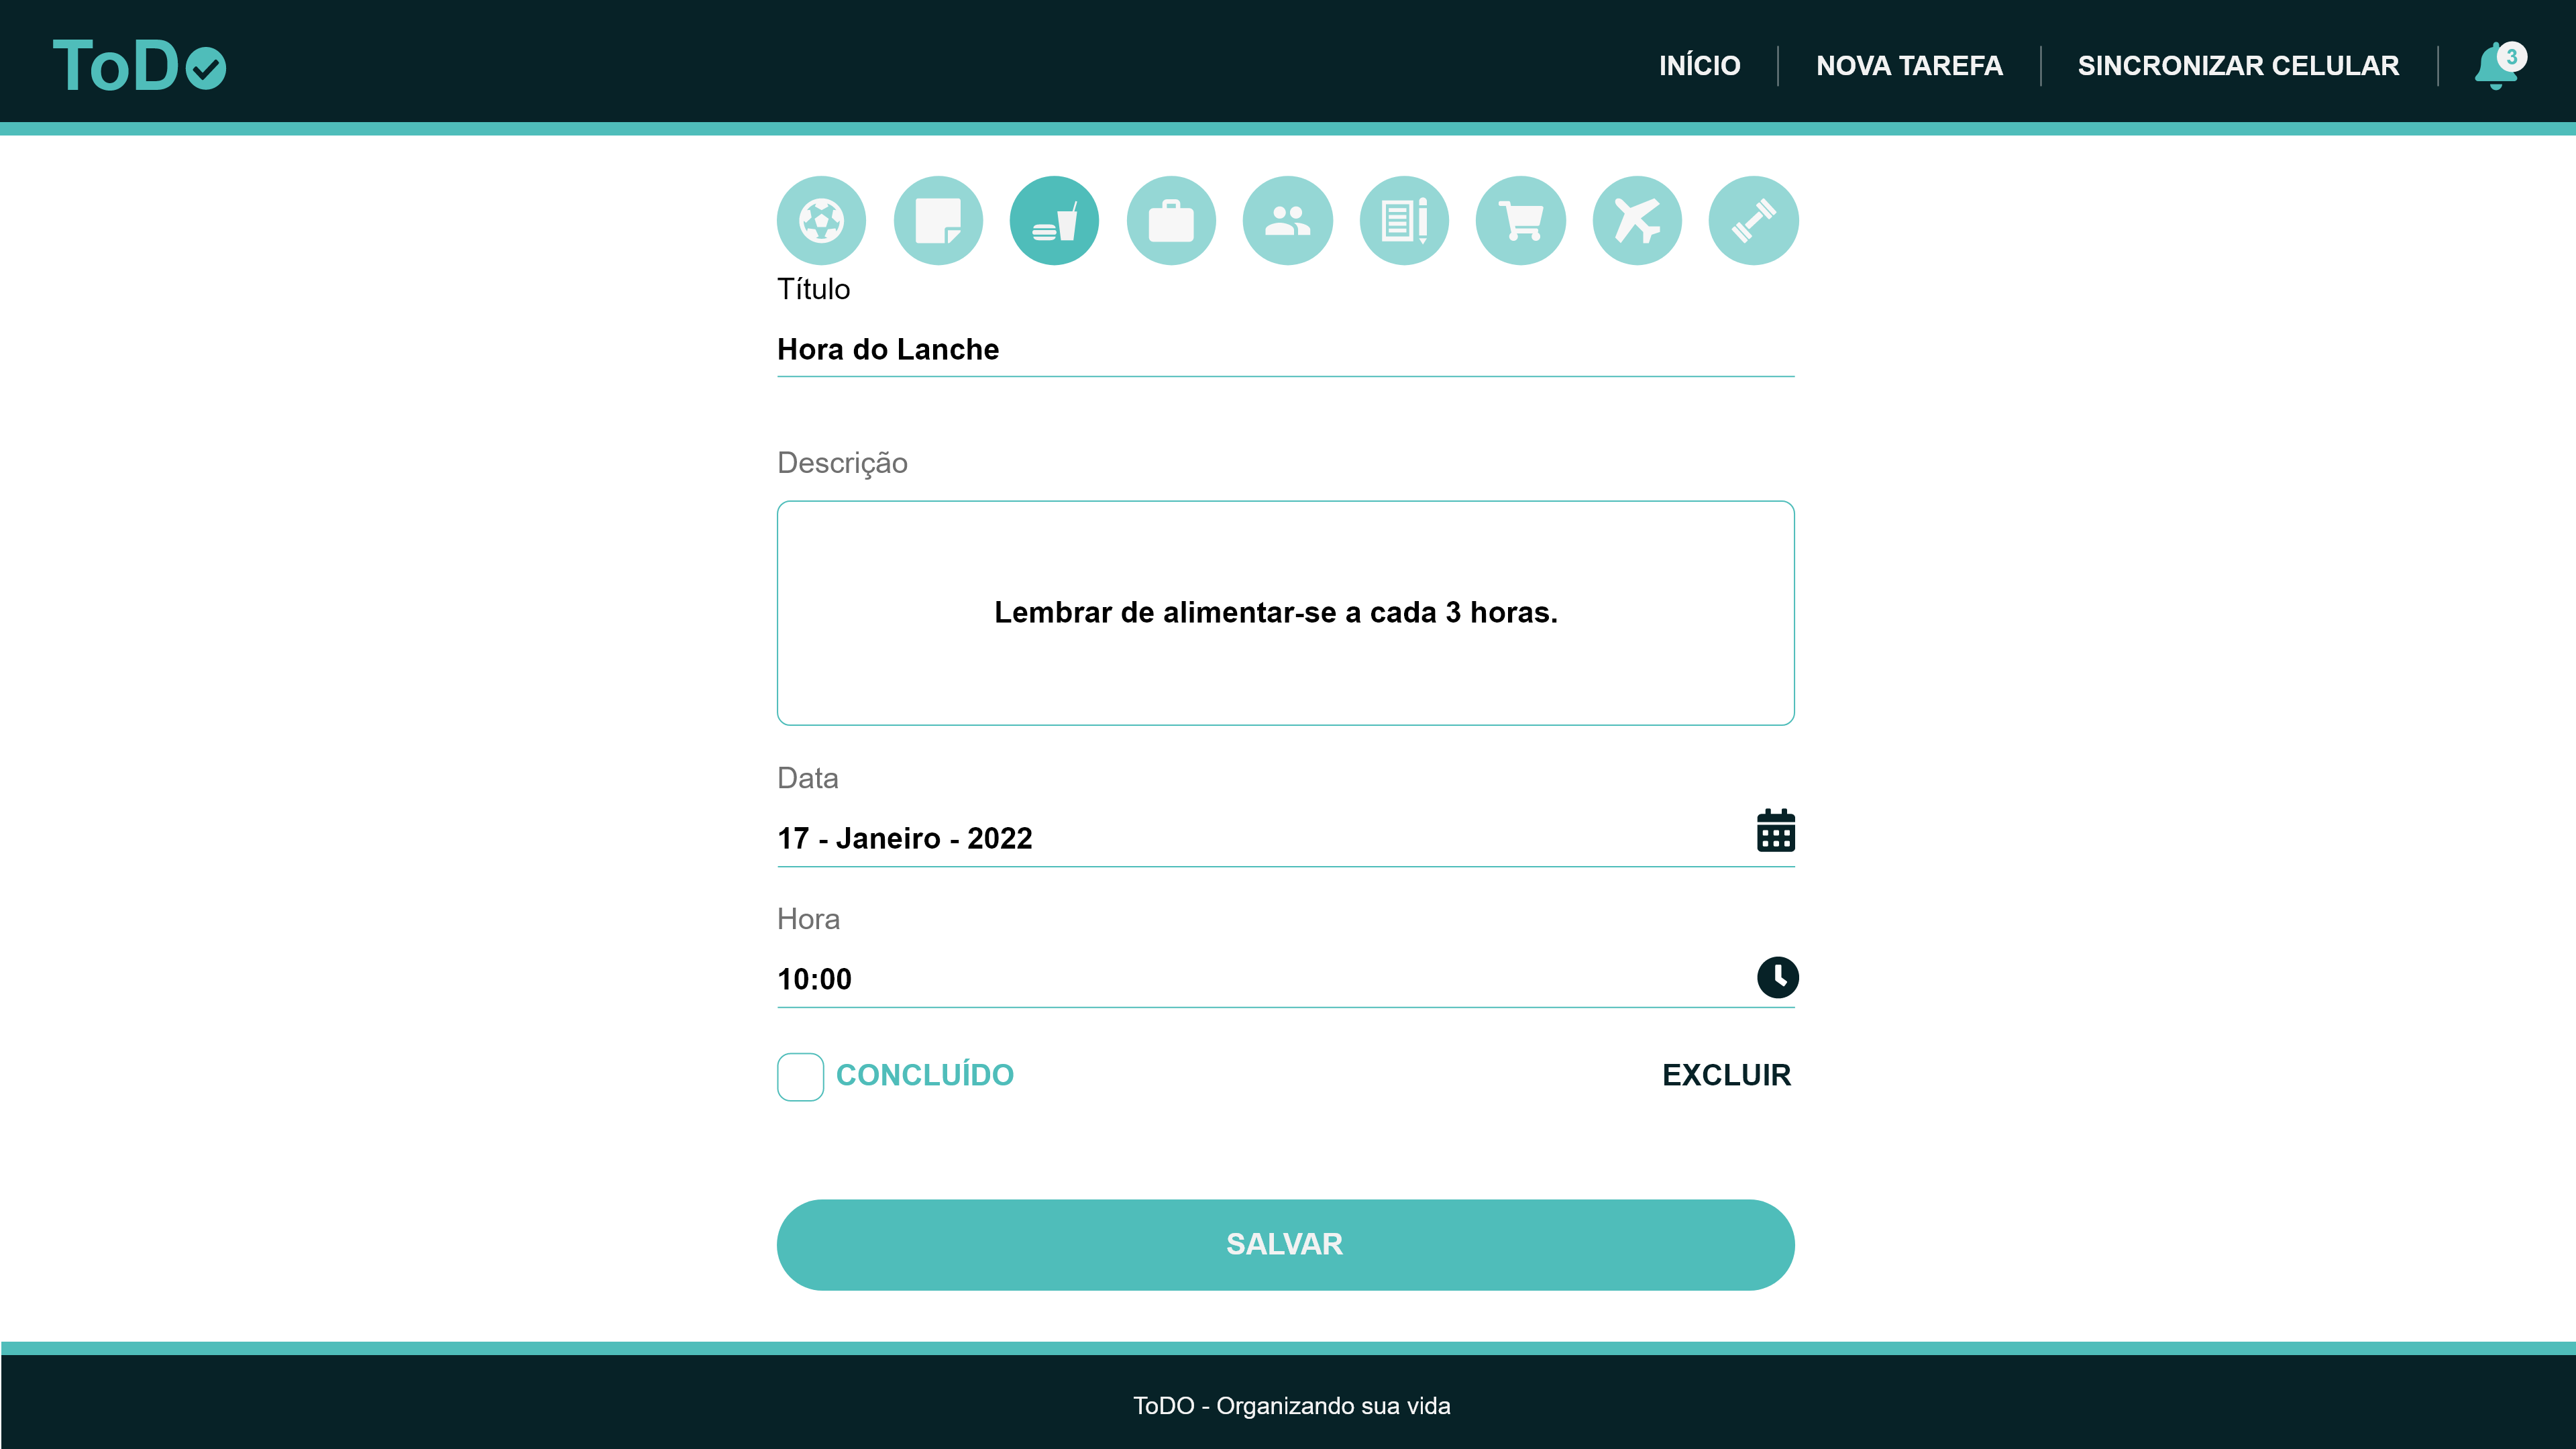 ToDO
INÍCIO
NOVA TAREFA
SINCRONIZAR CELULAR
3
Título
Hora do Lanche
Descrição
Lembrar de alimentar-se a cada 3 horas.
Data
17 - Janeiro - 2022
Hora
10:00
CONCLUÍDO
EXCLUIR
SALVAR
ToDO - Organizando sua vida